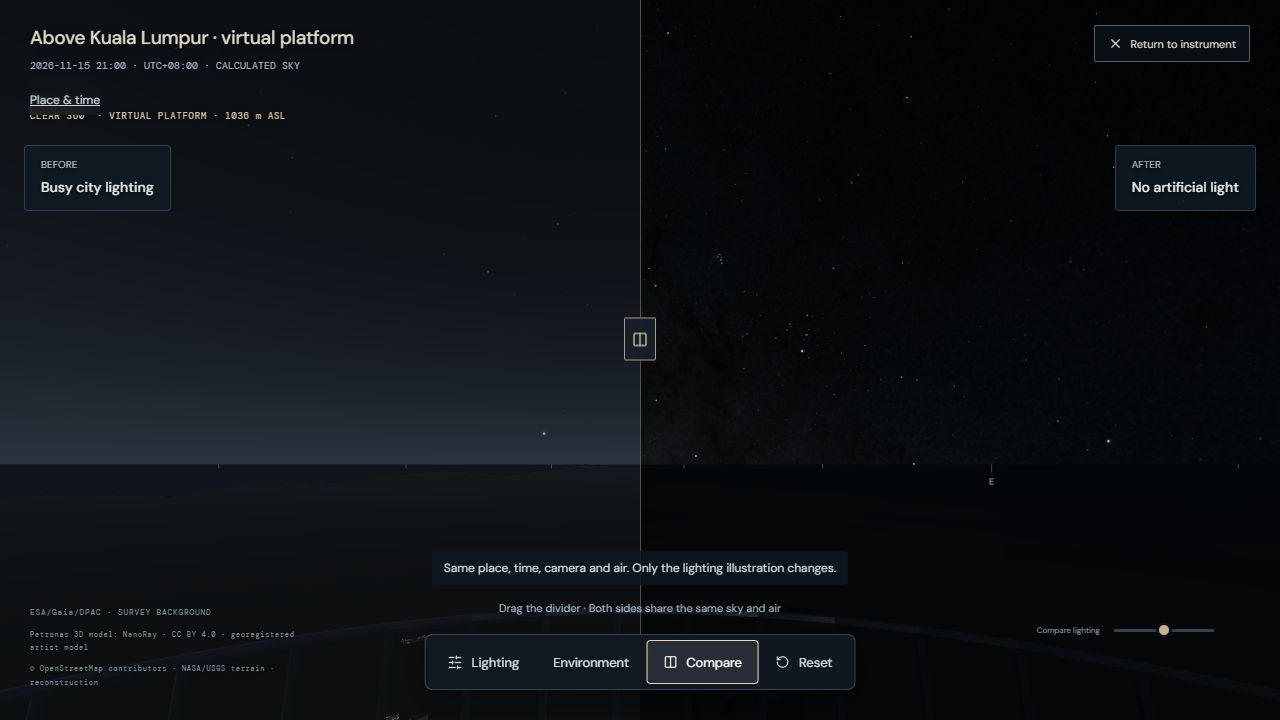 Above Kuala Lumpur · virtual platform
2026-11-15 21:00 · UTC+08:00 · CALCULATED SKY
Place & time
CLEAR 360° · VIRTUAL PLATFORM · 1036 m ASL
Return to instrument
BEFORE
Busy city lighting
AFTER
No artificial light
E
Same place, time, camera and air. Only the lighting illustration changes.
Drag the divider · Both sides share the same sky and air
ESA/Gaia/DPAC · SURVEY BACKGROUND
Petronas 3D model: NanoRay · CC BY 4.0 · georegistered
artist model
© OpenStreetMap contributors · NASA/USGS terrain ·
reconstruction
Compare lighting
Lighting
Environment
Compare
Reset